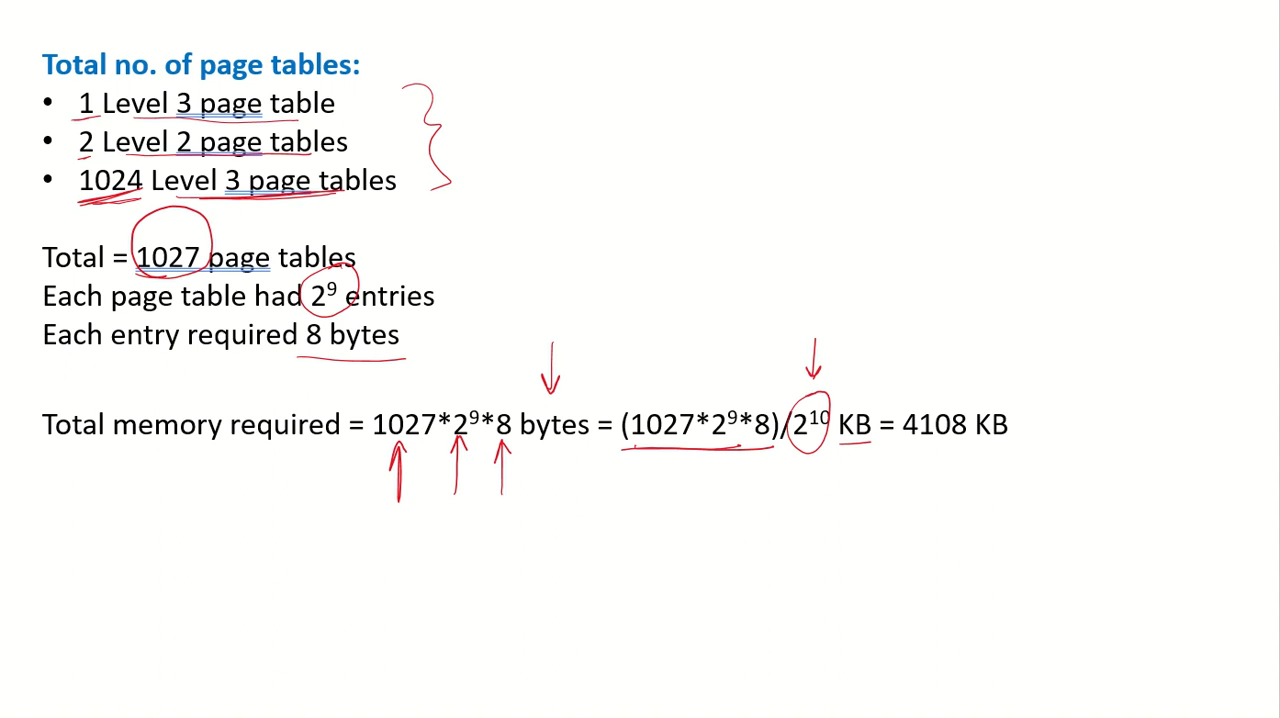 Total no. of page tables:
• 1 Level 3 page table
• 2 Level 2 page tables
• 1024 Level 3 page tables
Total = 1027 page tables
Each page table had 2⁹ entries
Each entry required 8 bytes
Total memory required = 1027*2⁹*8 bytes = (1027*2⁹*8)/2¹⁰ KB = 4108 KB